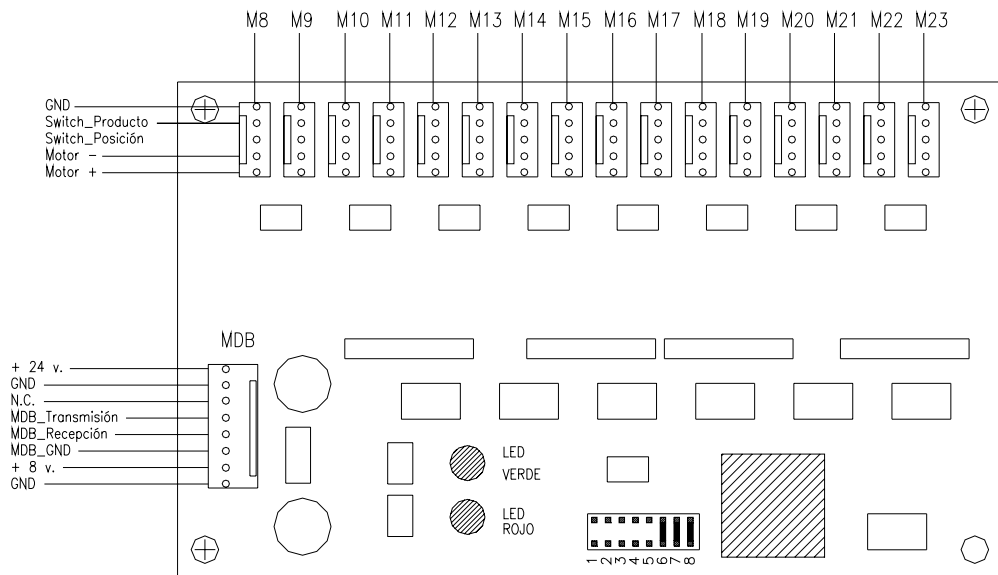 M8 M9 M10 M11 M12 M13 M14 M15 M16 M17 M18 M19 M20 M21 M22 M23
GND
Switch_Producto
Switch_Posición
Motor -
Motor +
MDB
+ 24 v.
GND
N.C.
MDB_Transmisión
MDB_Recepción
MDB_GND
+ 8 v.
GND
LED
VERDE
LED
ROJO
1 2 3 4 5 6 7 8